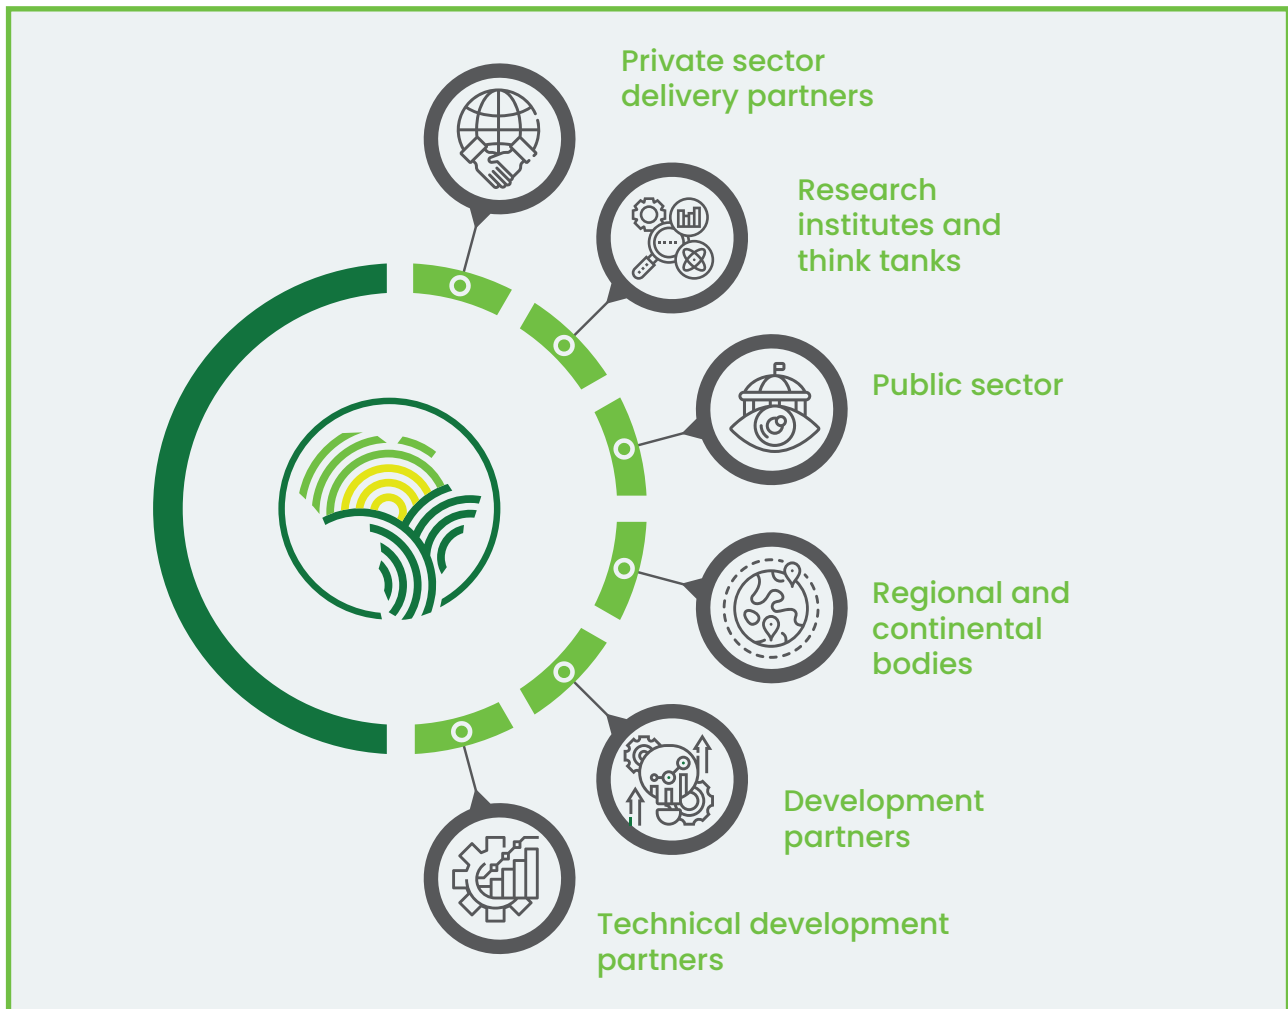 Private sector
delivery partners
Research
institutes and
think tanks
Public sector
Regional and
continental
bodies
Development
partners
Technical development
partners